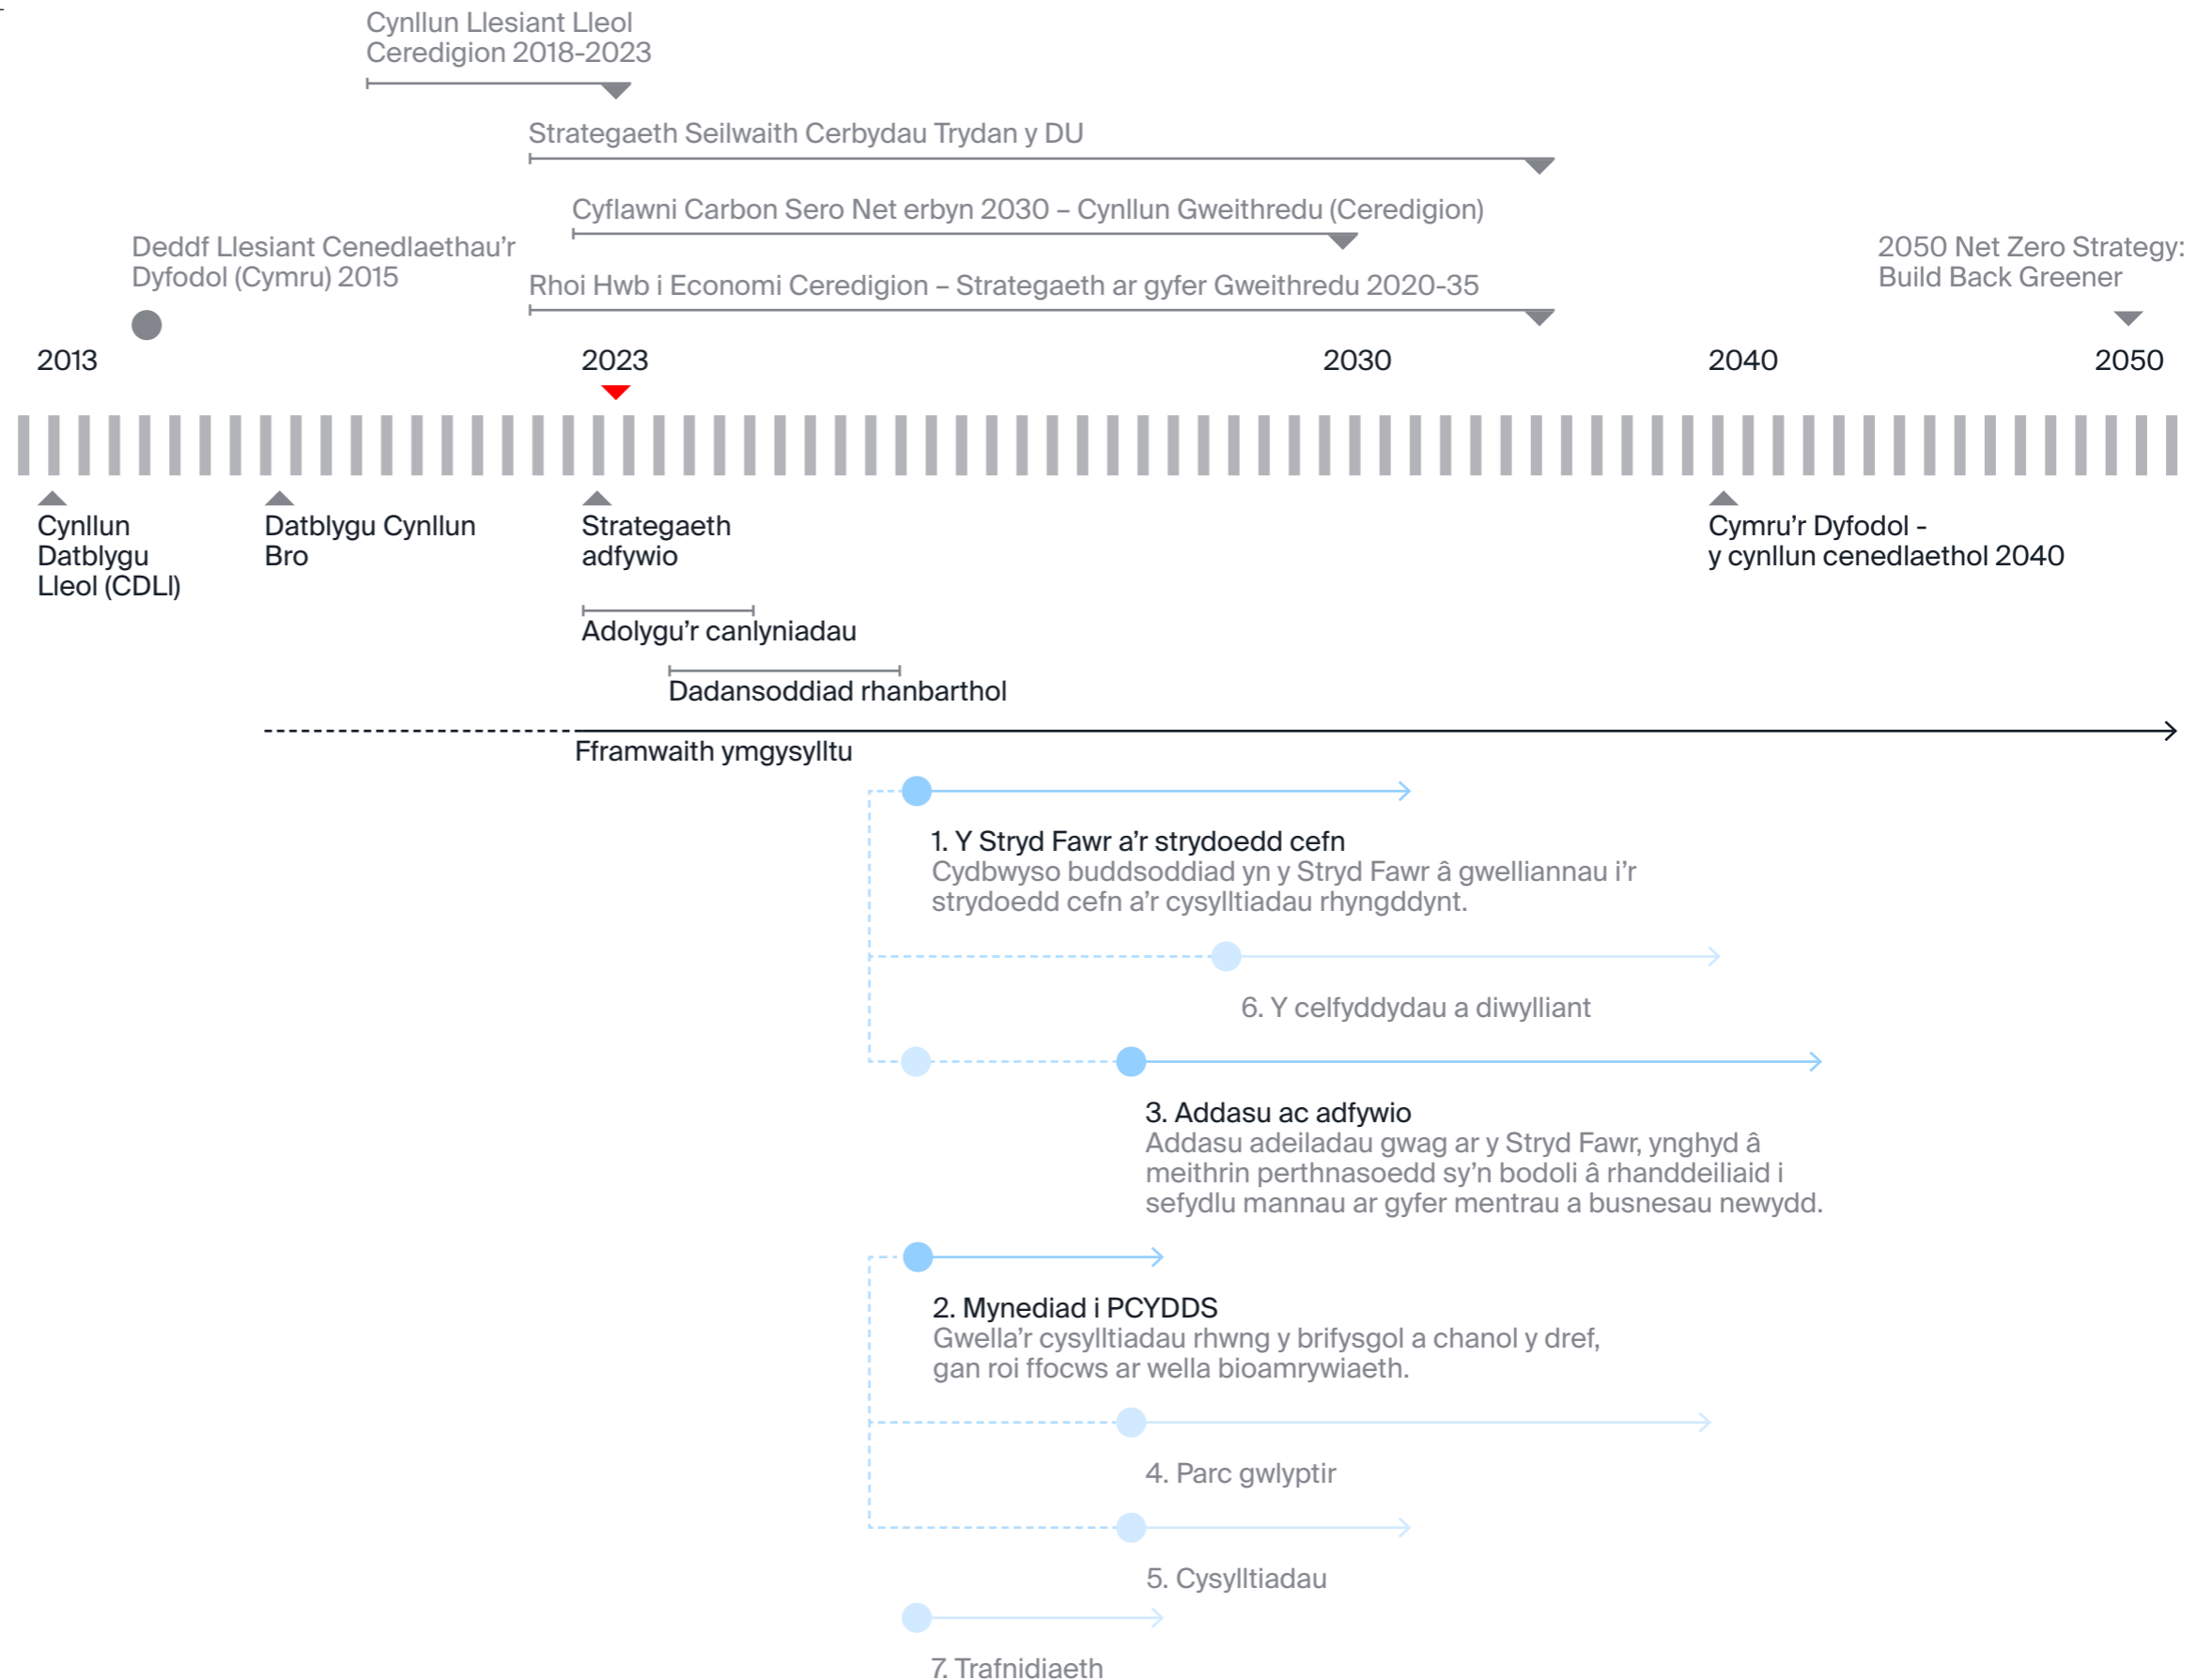 Cynllun Llesiant Lleol
Ceredigion 2018-2023
Strategaeth Seilwaith Cerbydau Trydan y DU
Cyflawni Carbon Sero Net erbyn 2030 – Cynllun Gweithredu (Ceredigion)
Deddf Llesiant Cenedlaethau’r
Dyfodol (Cymru) 2015
2050 Net Zero Strategy:
Build Back Greener
Rhoi Hwb i Economi Ceredigion – Strategaeth ar gyfer Gweithredu 2020-35
2013
2023
2030
2040
2050
Cynllun
Datblygu
Lleol (CDLl)
Datblygu Cynllun
Bro
Strategaeth
adfywio
Cymru’r Dyfodol -
y cynllun cenedlaethol 2040
Adolygu’r canlyniadau
Dadansoddiad rhanbarthol
Fframwaith ymgysylltu
1. Y Stryd Fawr a’r strydoedd cefn
Cydbwyso buddsoddiad yn y Stryd Fawr â gwelliannau i’r
strydoedd cefn a’r cysylltiadau rhyngddynt.
6. Y celfyddydau a diwylliant
3. Addasu ac adfywio
Addasu adeiladau gwag ar y Stryd Fawr, ynghyd â
meithrin perthnasoedd sy’n bodoli â rhanddeiliaid i
sefydlu mannau ar gyfer mentrau a busnesau newydd.
2. Mynediad i PCYDDS
Gwella’r cysylltiadau rhwng y brifysgol a chanol y dref,
gan roi ffocws ar wella bioamrywiaeth.
4. Parc gwlyptir
5. Cysylltiadau
7. Trafnidiaeth